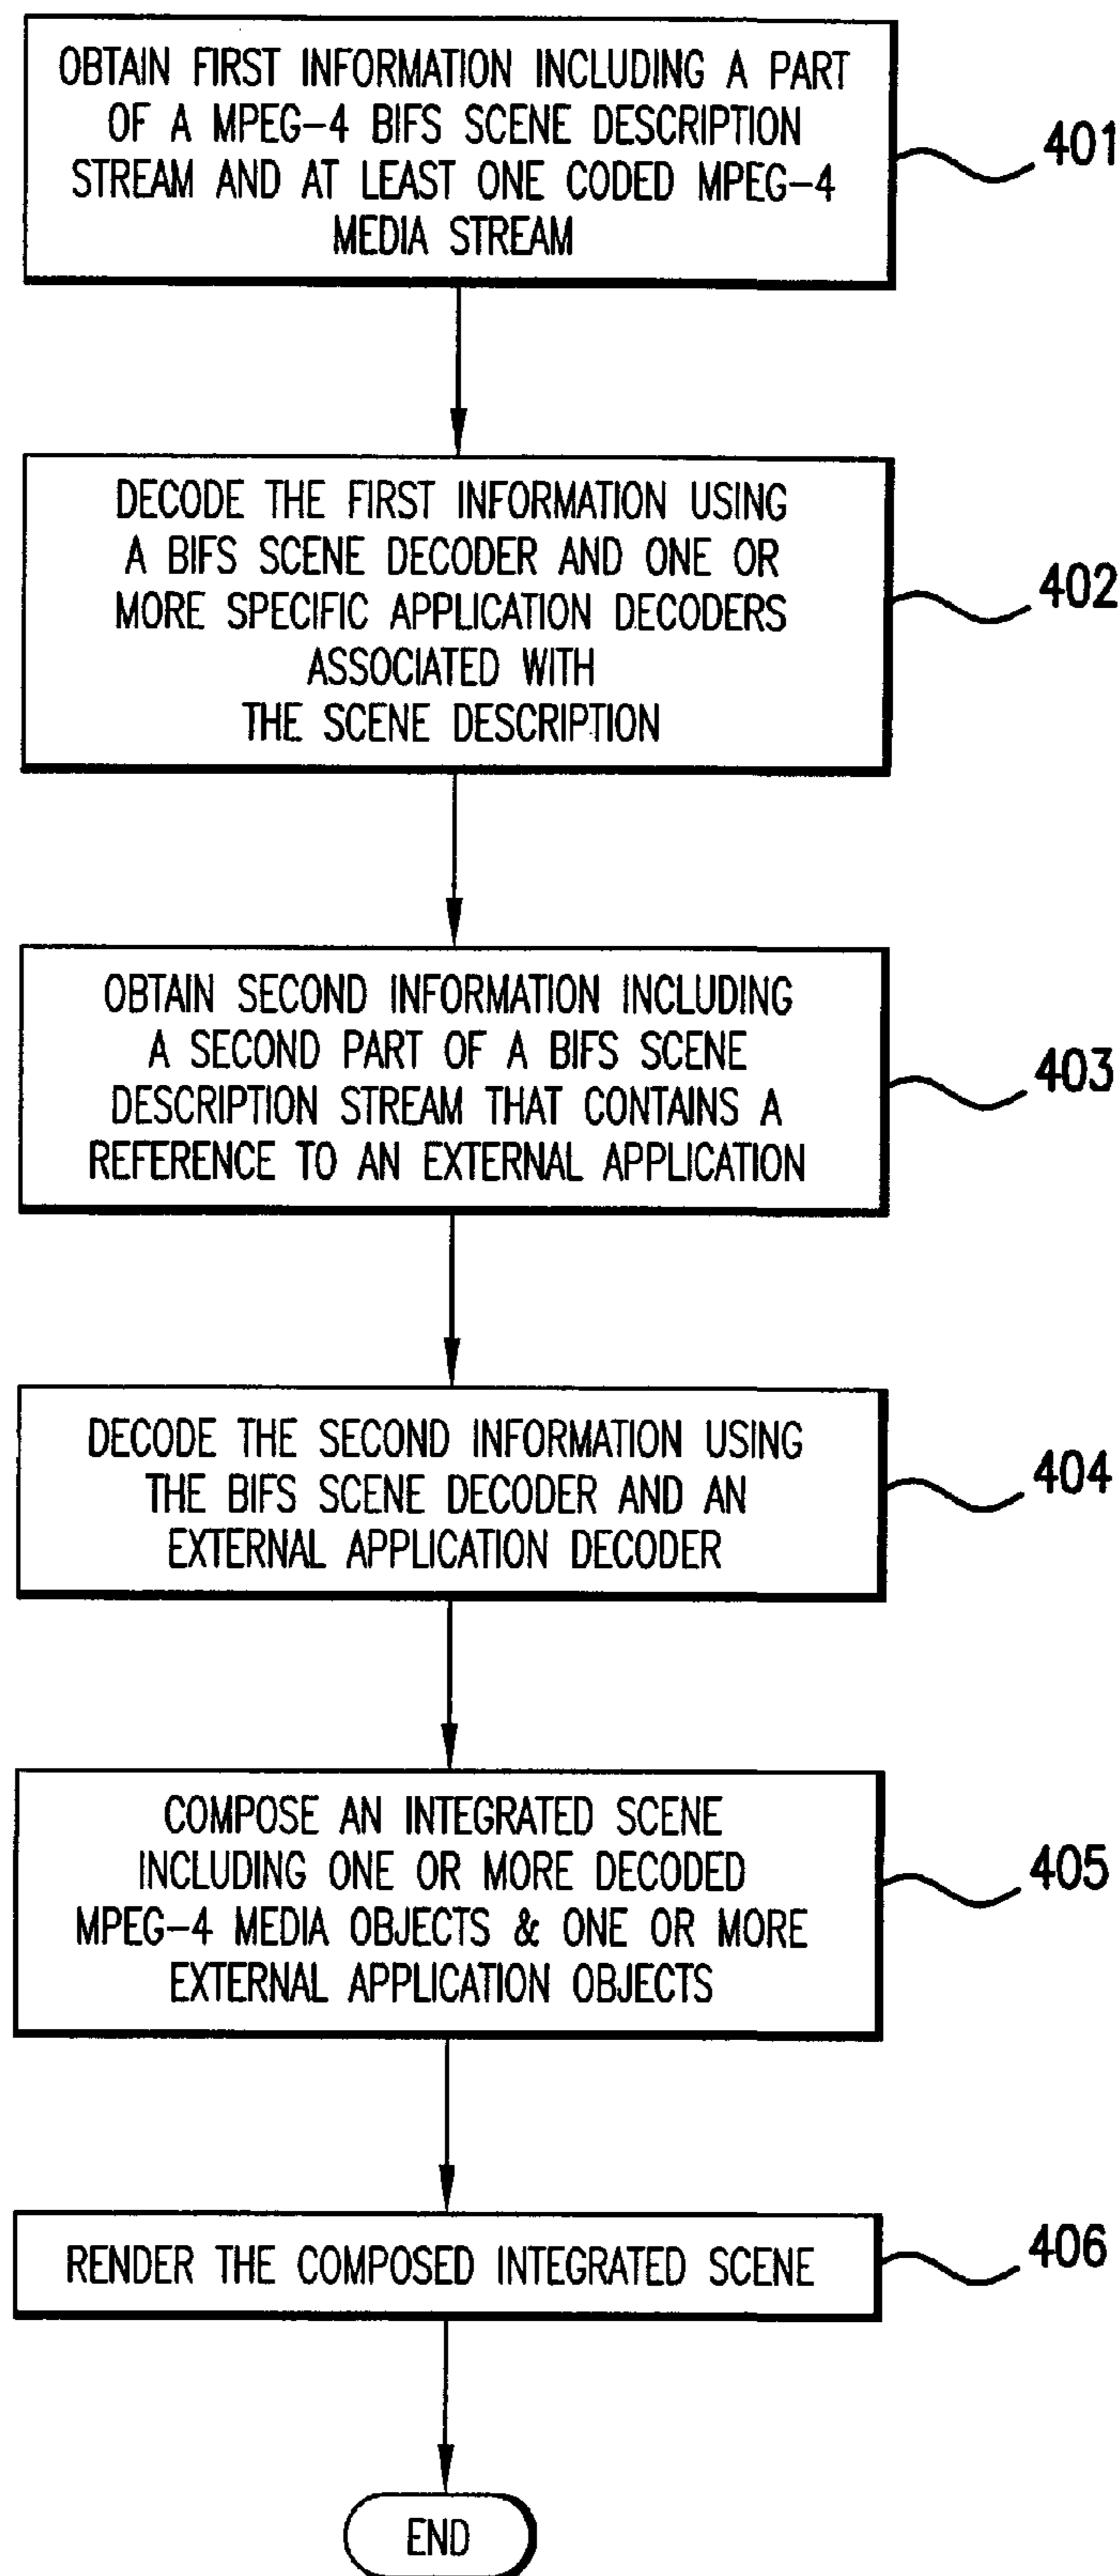 OBTAIN FIRST INFORMATION INCLUDING A PART
OF A MPEG-4 BIFS SCENE DESCRIPTION
STREAM AND AT LEAST ONE CODED MPEG-4
MEDIA STREAM
401
DECODE THE FIRST INFORMATION USING
A BIFS SCENE DECODER AND ONE OR
MORE SPECIFIC APPLICATION DECODERS
ASSOCIATED WITH
THE SCENE DESCRIPTION
402
OBTAIN SECOND INFORMATION INCLUDING
A SECOND PART OF A BIFS SCENE
DESCRIPTION STREAM THAT CONTAINS A
REFERENCE TO AN EXTERNAL APPLICATION
403
DECODE THE SECOND INFORMATION USING
THE BIFS SCENE DECODER AND AN
EXTERNAL APPLICATION DECODER
404
COMPOSE AN INTEGRATED SCENE
INCLUDING ONE OR MORE DECODED
MPEG-4 MEDIA OBJECTS & ONE OR MORE
EXTERNAL APPLICATION OBJECTS
405
RENDER THE COMPOSED INTEGRATED SCENE
406
END